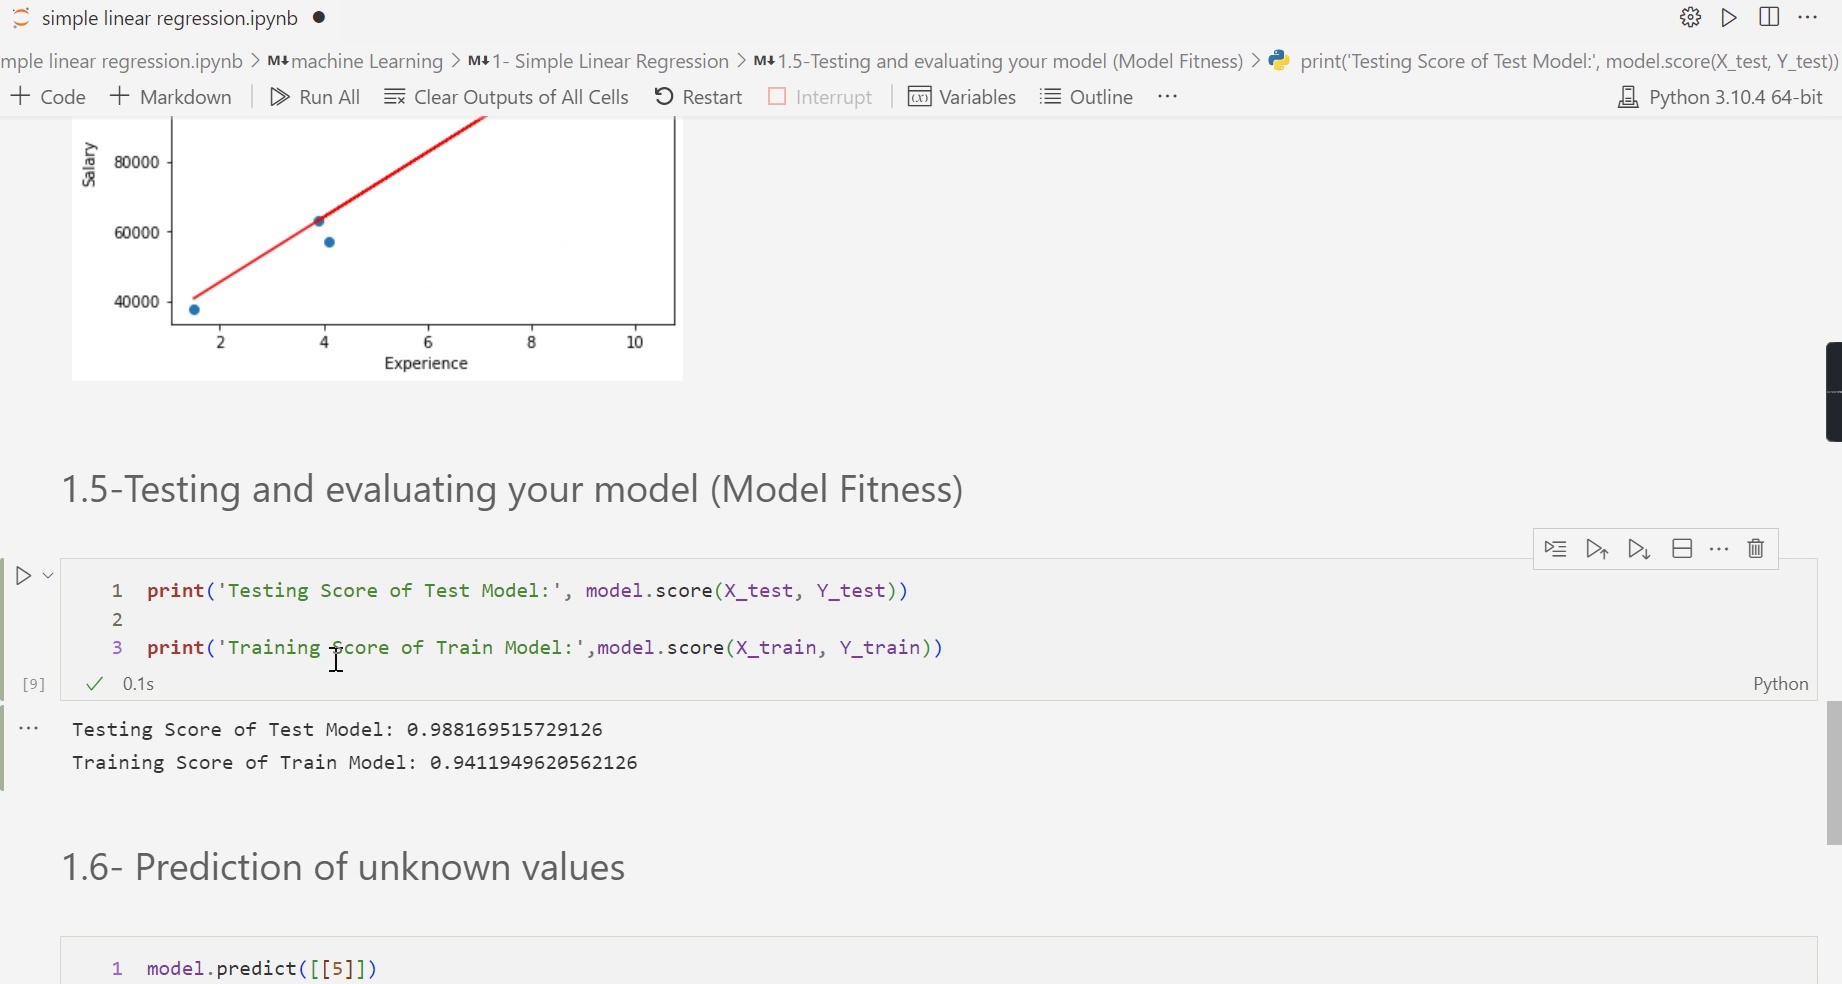 simple linear regression.ipynb
mple linear regression.ipynb > M↓ machine Learning > M↓ 1- Simple Linear Regression > M↓ 1.5-Testing and evaluating your model (Model Fitness) > print('Testing Score of Test Model:', model.score(X_test, Y_test))
+ Code + Markdown Run All Clear Outputs of All Cells Restart Interrupt (x) Variables Outline ... Python 3.10.4 64-bit
Salary
80000
60000
40000
2 4 6 8 10
Experience
1.5-Testing and evaluating your model (Model Fitness)
1 print('Testing Score of Test Model:', model.score(X_test, Y_test))
2
3 print('Training Score of Train Model:',model.score(X_train, Y_train))
[9] ✓ 0.1s Python
... Testing Score of Test Model: 0.988169515729126
Training Score of Train Model: 0.9411949620562126
1.6- Prediction of unknown values
1 model.predict([[5]])